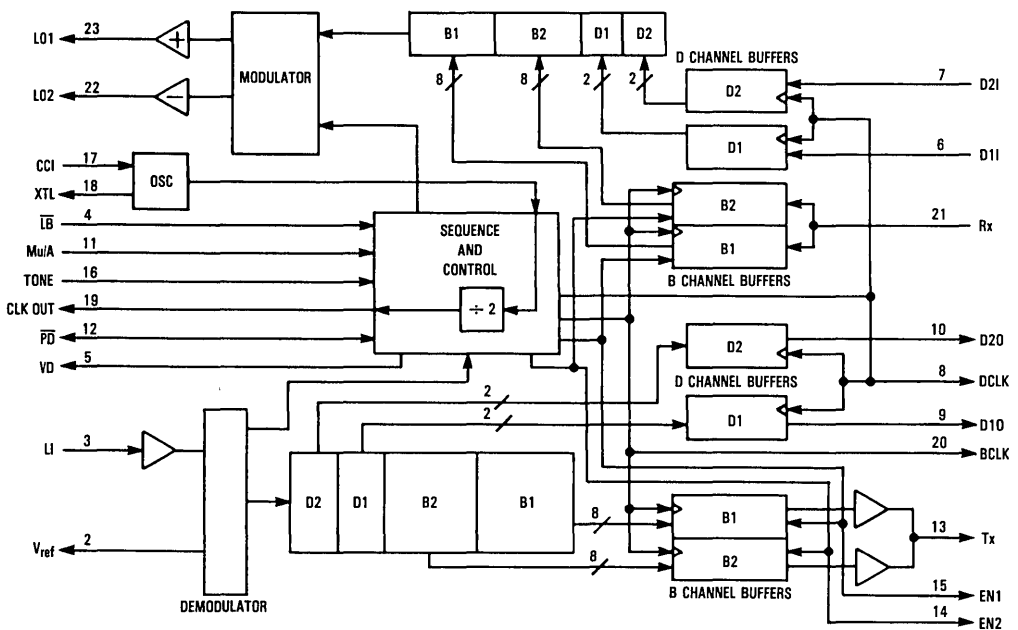 23
LO1
+
MODULATOR
B1
B2
D1
D2
22
LO2
−
8
8
2
2
D CHANNEL BUFFERS
D2
7
D2I
D1
6
D1I
17
CCI
OSC
18
XTL
4
LB
11
Mu/A
16
TONE
19
CLK OUT
12
PD
5
VD
SEQUENCE
AND
CONTROL
÷ 2
B2
B1
B CHANNEL BUFFERS
21
Rx
D2
10
D2O
D CHANNEL BUFFERS
8
DCLK
D1
9
D1O
20
BCLK
2
2
3
LI
2
Vref
DEMODULATOR
D2
D1
B2
B1
8
8
B1
B2
B CHANNEL BUFFERS
13
Tx
15
EN1
14
EN2